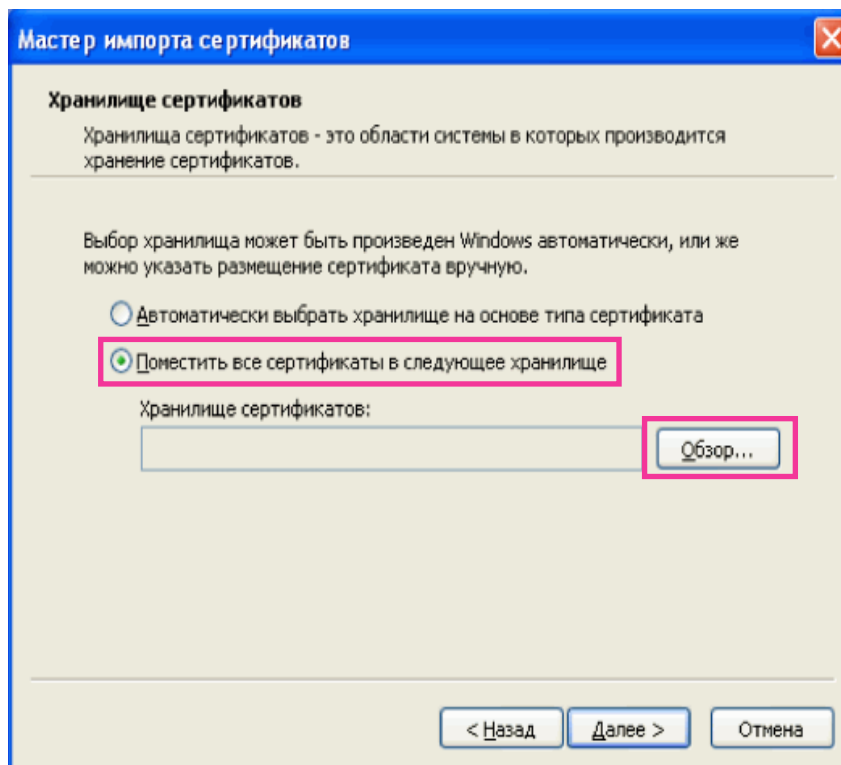 Мастер импорта сертификатов
Хранилище сертификатов
Хранилища сертификатов - это области системы в которых производится
хранение сертификатов.
Выбор хранилища может быть произведен Windows автоматически, или же
можно указать размещение сертификата вручную.
Автоматически выбрать хранилище на основе типа сертификата
Поместить все сертификаты в следующее хранилище
Хранилище сертификатов:
Обзор...
< Назад Далее > Отмена